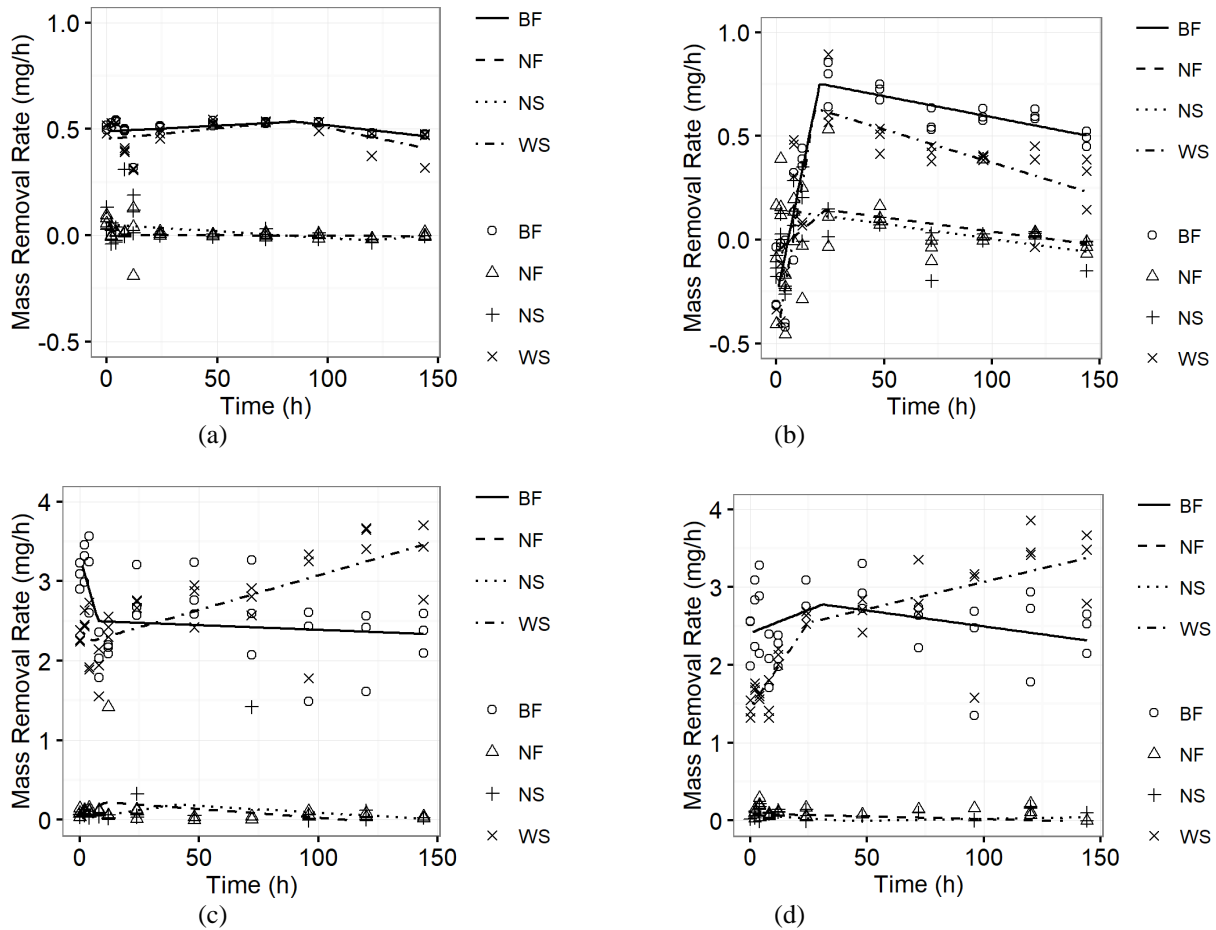 Mass Removal Rate (mg/h)
1.0
0.5
0.0
-0.5
0
50
100
150
Time (h)
BF
NF
NS
WS
BF
NF
NS
WS
(a)
Mass Removal Rate (mg/h)
1.0
0.5
0.0
-0.5
0
50
100
150
Time (h)
BF
NF
NS
WS
BF
NF
NS
WS
(b)
Mass Removal Rate (mg/h)
4
3
2
1
0
0
50
100
150
Time (h)
BF
NF
NS
WS
BF
NF
NS
WS
(c)
Mass Removal Rate (mg/h)
4
3
2
1
0
0
50
100
150
Time (h)
BF
NF
NS
WS
BF
NF
NS
WS
(d)